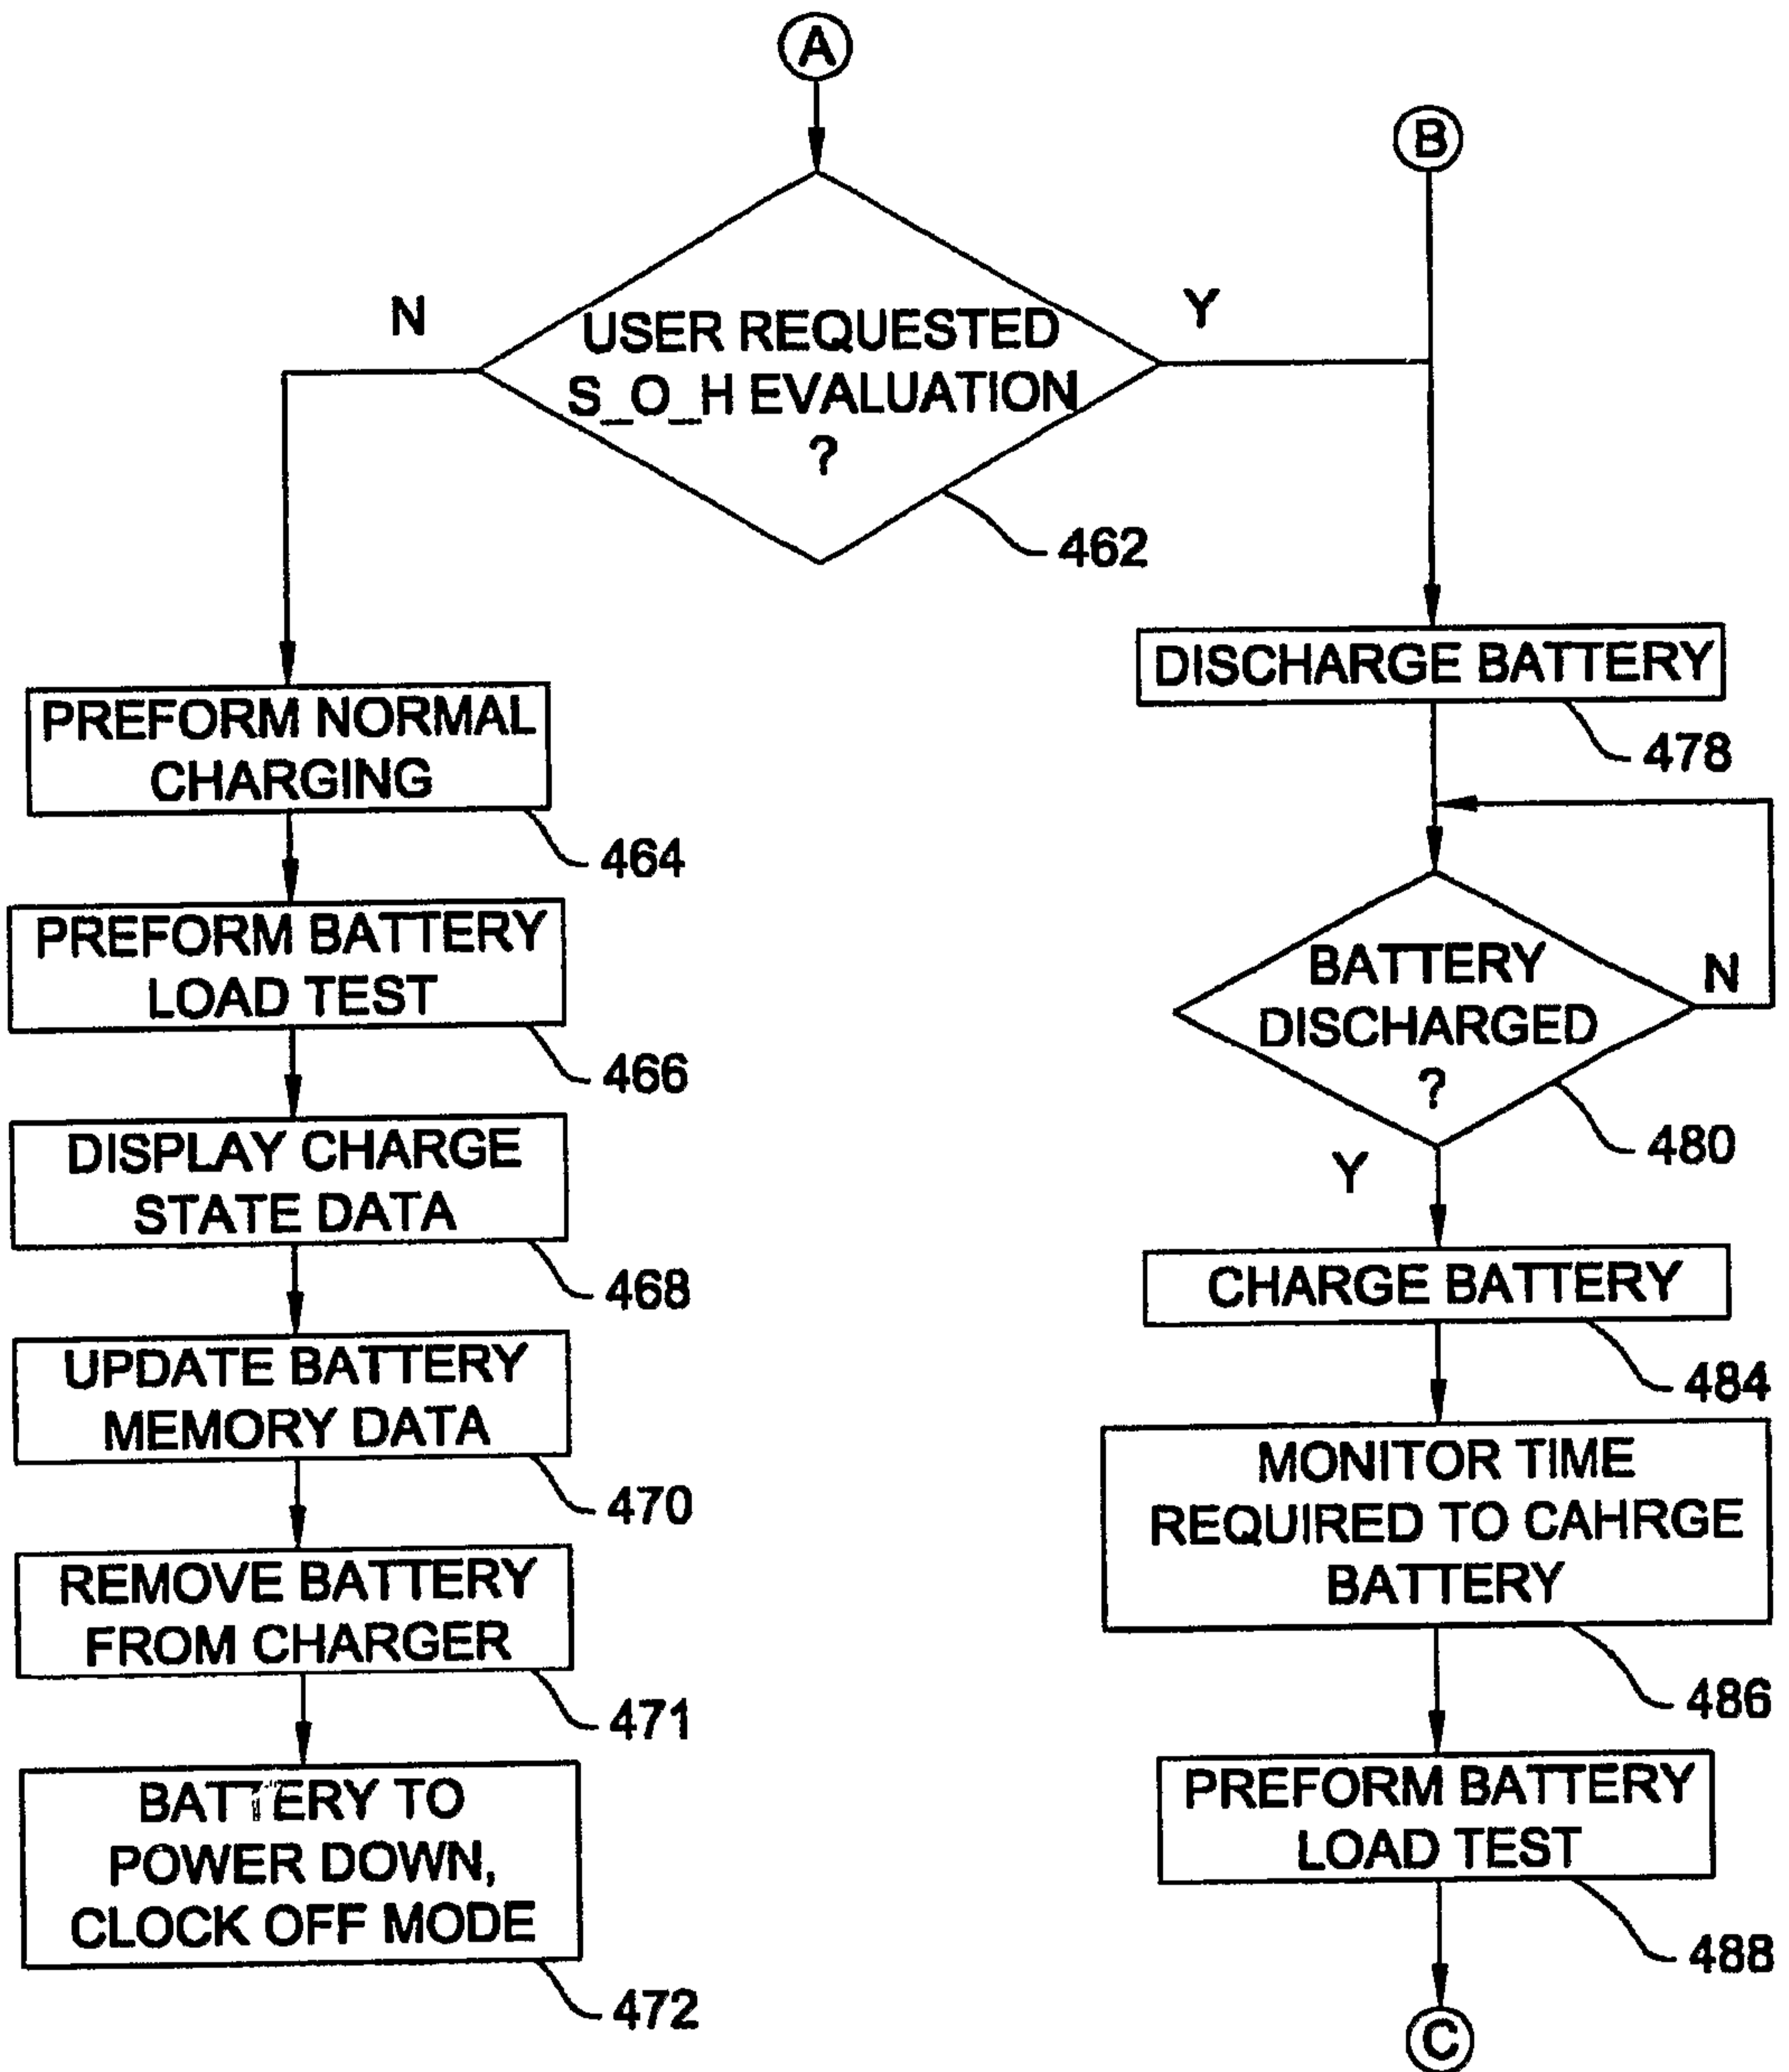 A
B
N
USER REQUESTED
S_O_H EVALUATION
?
Y
462
PREFORM NORMAL
CHARGING
464
PREFORM BATTERY
LOAD TEST
466
DISPLAY CHARGE
STATE DATA
468
UPDATE BATTERY
MEMORY DATA
470
REMOVE BATTERY
FROM CHARGER
471
BATTERY TO
POWER DOWN,
CLOCK OFF MODE
472
DISCHARGE BATTERY
478
BATTERY
DISCHARGED
?
N
480
Y
CHARGE BATTERY
484
MONITOR TIME
REQUIRED TO CAHRGE
BATTERY
486
PREFORM BATTERY
LOAD TEST
488
C